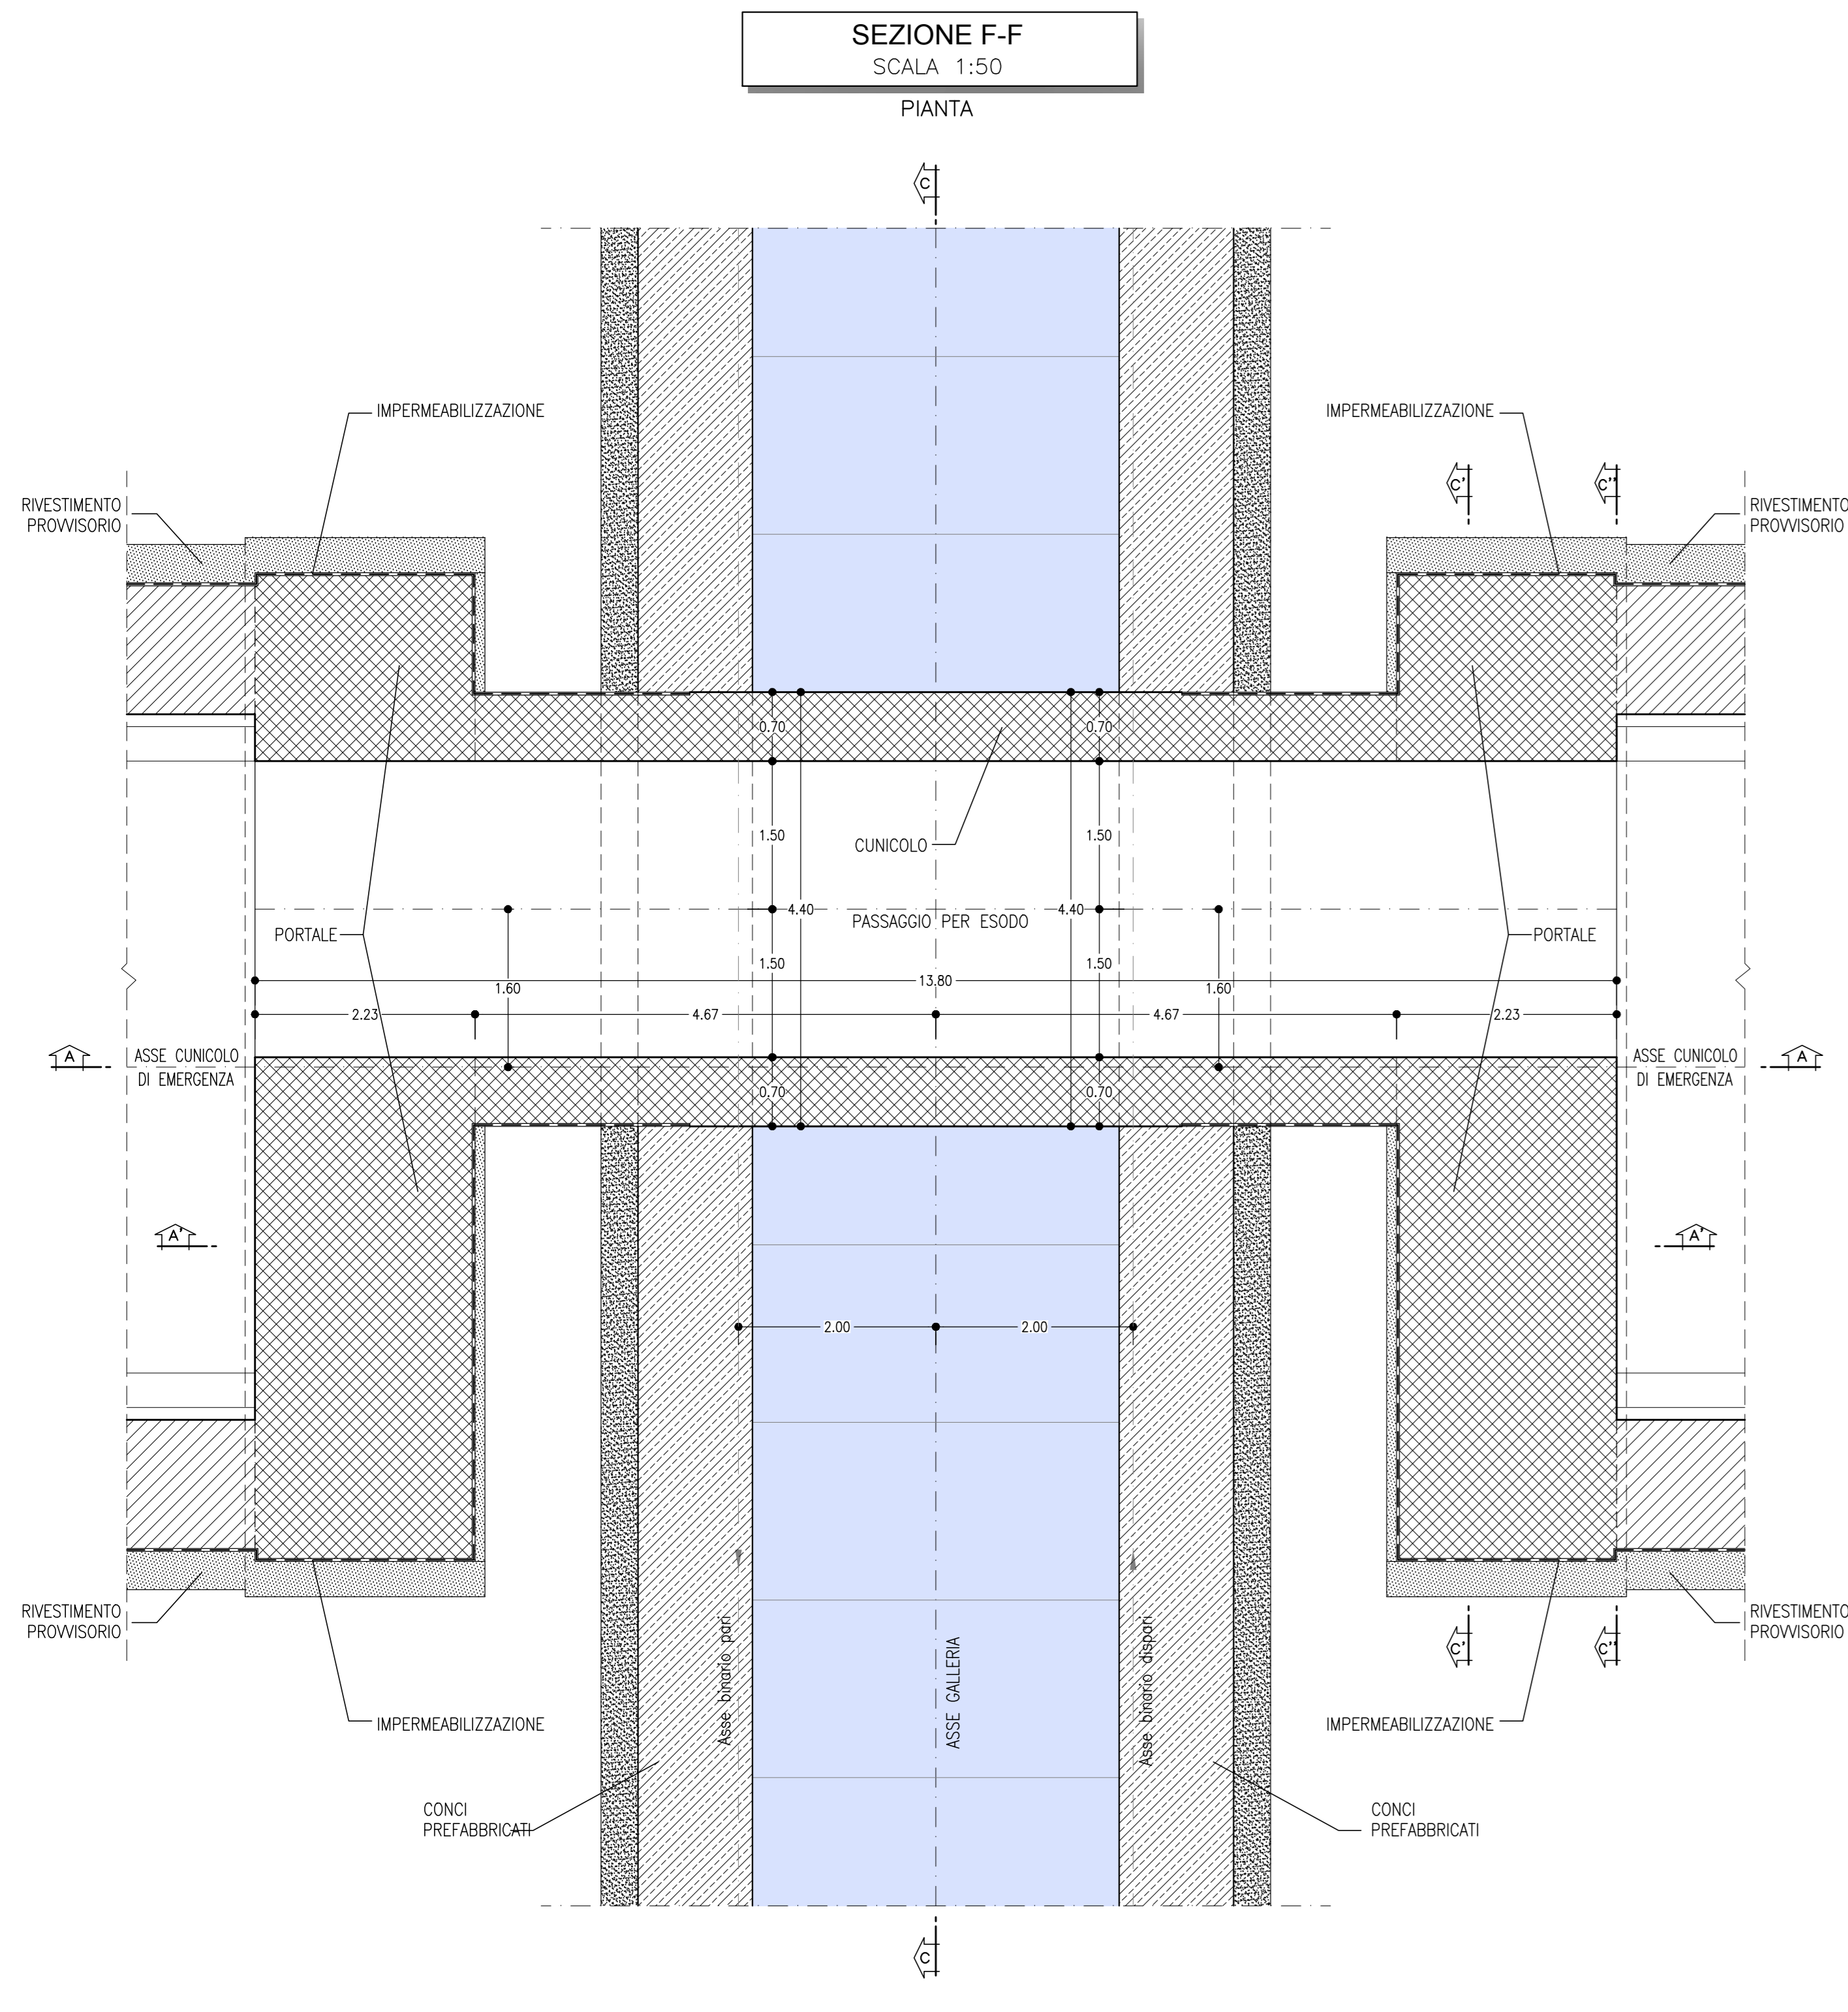 SEZIONE F-F
SCALA 1:50
PIANTA
C
IMPERMEABILIZZAZIONE
IMPERMEABILIZZAZIONE
C'
C''
RIVESTIMENTO
PROVVISORIO
RIVESTIMENTO
PROVVISORIO
0.70
0.70
1.50
1.50
CUNICOLO
4.40
4.40
PASSAGGIO PER ESODO
PORTALE
PORTALE
1.50
1.50
13.80
1.60
1.60
2.23
4.67
4.67
2.23
A
ASSE CUNICOLO
DI EMERGENZA
ASSE CUNICOLO
DI EMERGENZA
A
0.70
0.70
A'
A'
2.00
2.00
RIVESTIMENTO
PROVVISORIO
RIVESTIMENTO
PROVVISORIO
C'
C''
Asse binario pari
ASSE GALLERIA
Asse binario dispari
IMPERMEABILIZZAZIONE
IMPERMEABILIZZAZIONE
CONCI
PREFABBRICATI
CONCI
PREFABBRICATI
C